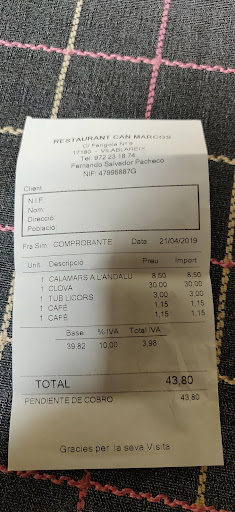 RESTAURANT CAN MARCOS
C/ Farigola Nº 9
17180 - VILABLAREIX
Tel. 972 23 18 74
Fernando Salvador Pacheco
NIF: 47996887G
Client
N.I.F.
Nom:
Direcció:
Població:
Fra.Sim. COMPROBANTE Data 21/04/2019
Unit. Descripció Preu Import
1 CALAMARS A L'ANDALU 8,50 8,50
1 CLOVA 30,00 30,00
1 TUB LICORS 3,00 3,00
1 CAFÉ 1,15 1,15
1 CAFÉ 1,15 1,15
Base % IVA Total IVA
39,82 10,00 3,98
TOTAL 43,80
PENDIENTE DE COBRO 43,80
Gracies per la seva Visita